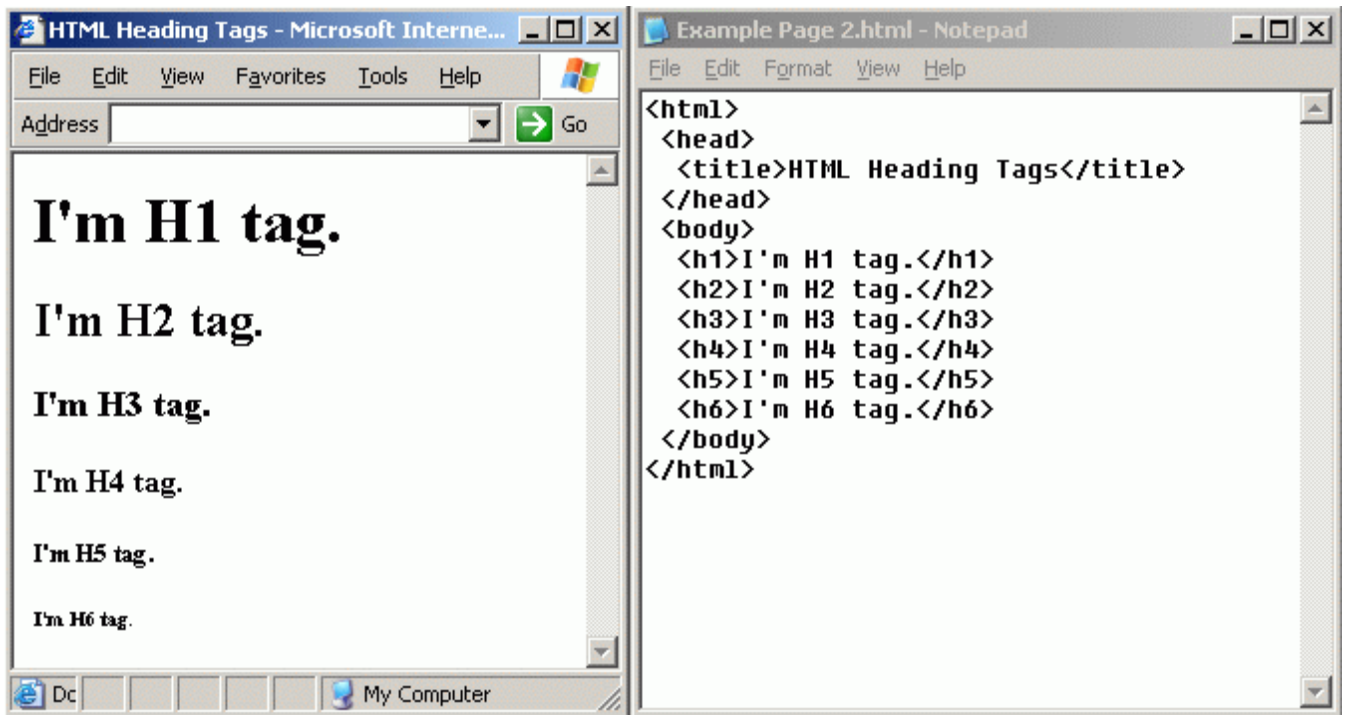 HTML Heading Tags - Microsoft Interne...
File Edit View Favorites Tools Help
Address Go
I'm H1 tag.
I'm H2 tag.
I'm H3 tag.
I'm H4 tag.
I'm H5 tag.
I'm H6 tag.
Dc My Computer
Example Page 2.html - Notepad
File Edit Format View Help
<html>
<head>
<title>HTML Heading Tags</title>
</head>
<body>
<h1>I'm H1 tag.</h1>
<h2>I'm H2 tag.</h2>
<h3>I'm H3 tag.</h3>
<h4>I'm H4 tag.</h4>
<h5>I'm H5 tag.</h5>
<h6>I'm H6 tag.</h6>
</body>
</html>